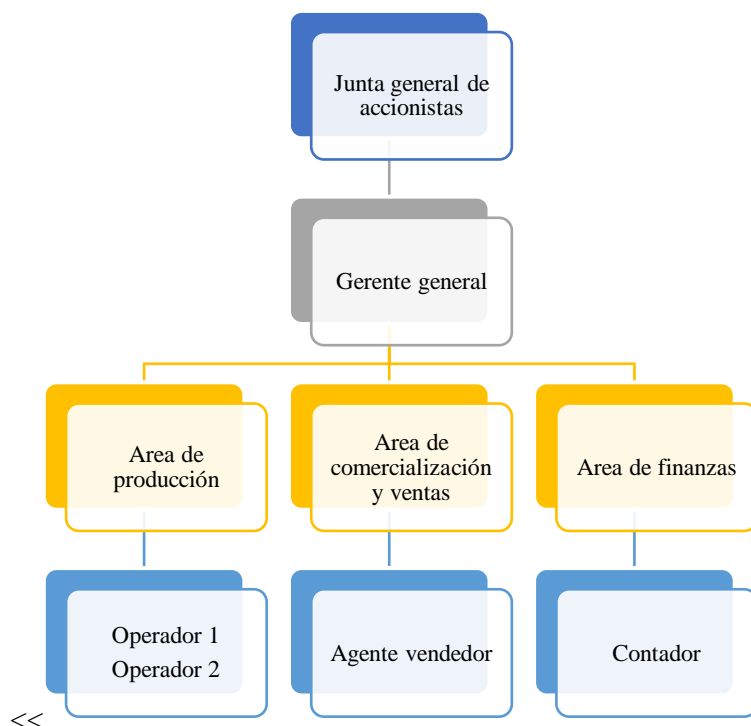 Junta general de
accionistas
Gerente general
Area de
producción
Area de
comercialización
y ventas
Area de finanzas
Operador 1
Operador 2
Agente vendedor
Contador
<<